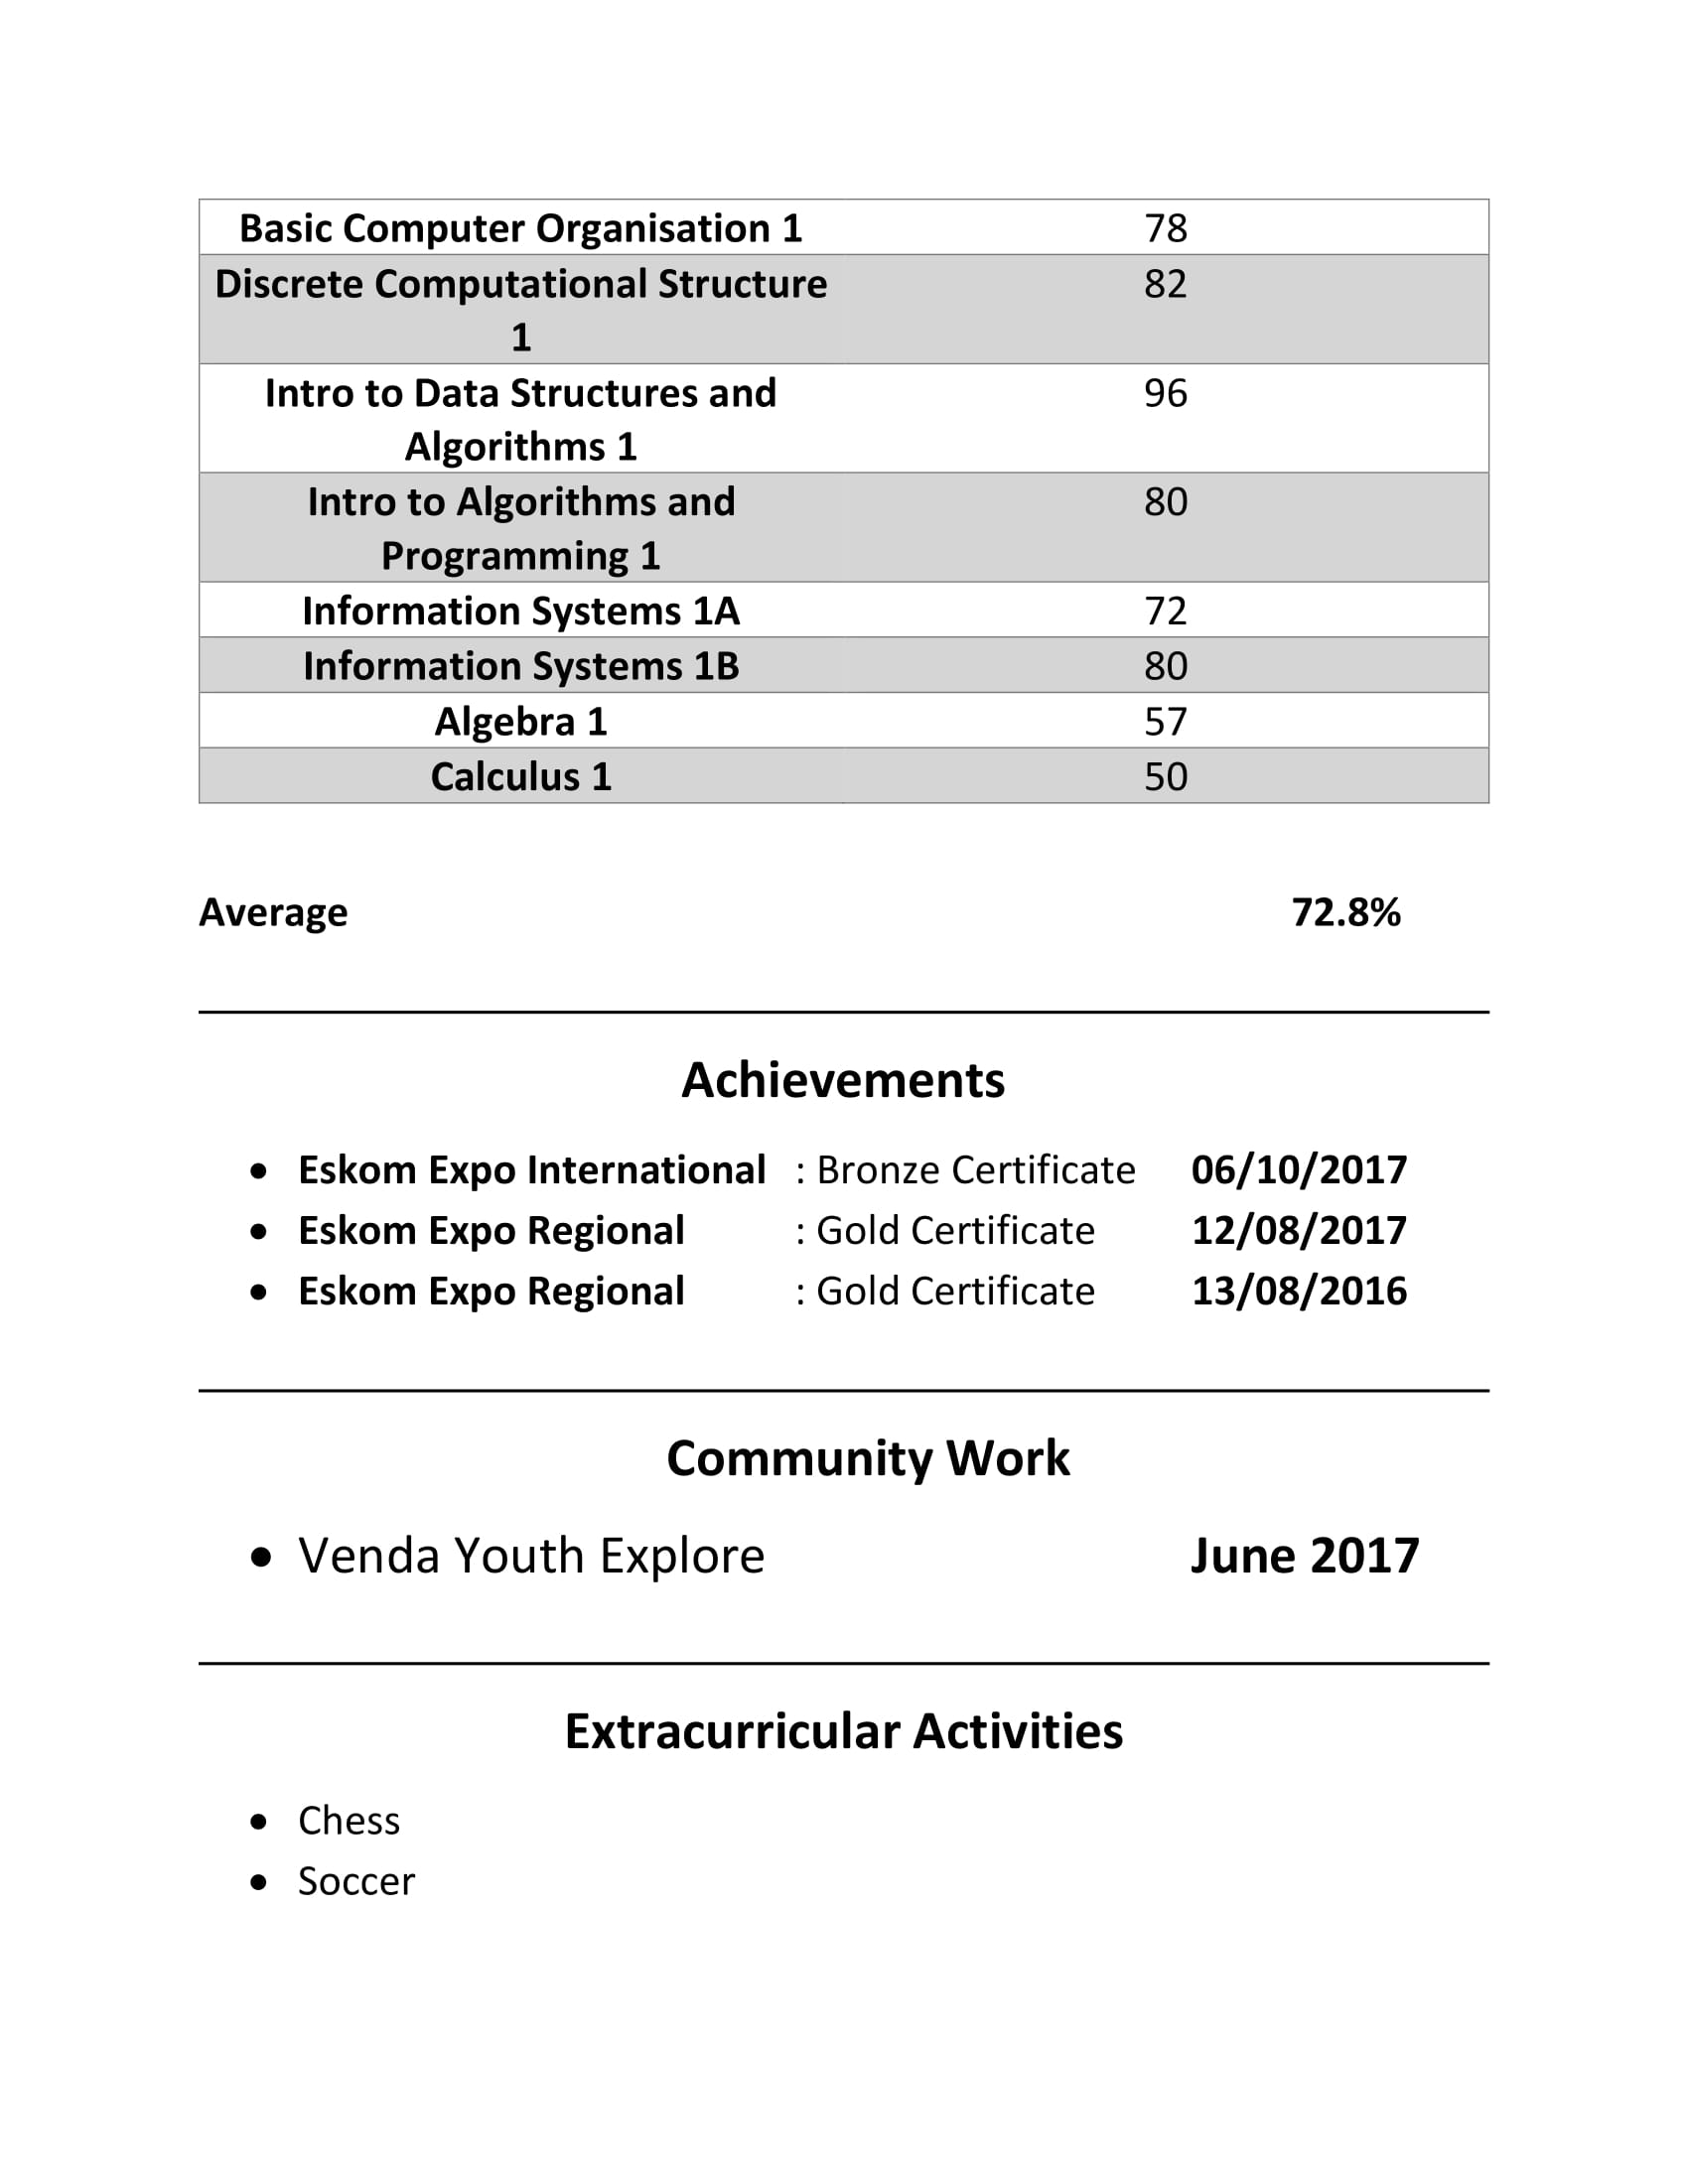 Basic Computer Organisation 1 78
Discrete Computational Structure 82
1
Intro to Data Structures and 96
Algorithms 1
Intro to Algorithms and 80
Programming 1
Information Systems 1A 72
Information Systems 1B 80
Algebra 1 57
Calculus 1 50
Average 72.8%
Achievements
• Eskom Expo International : Bronze Certificate 06/10/2017
• Eskom Expo Regional : Gold Certificate 12/08/2017
• Eskom Expo Regional : Gold Certificate 13/08/2016
Community Work
• Venda Youth Explore June 2017
Extracurricular Activities
• Chess
• Soccer